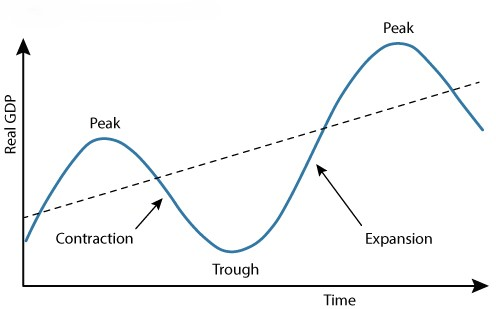 Peak
Peak
Real GDP
Contraction
Expansion
Trough
Time